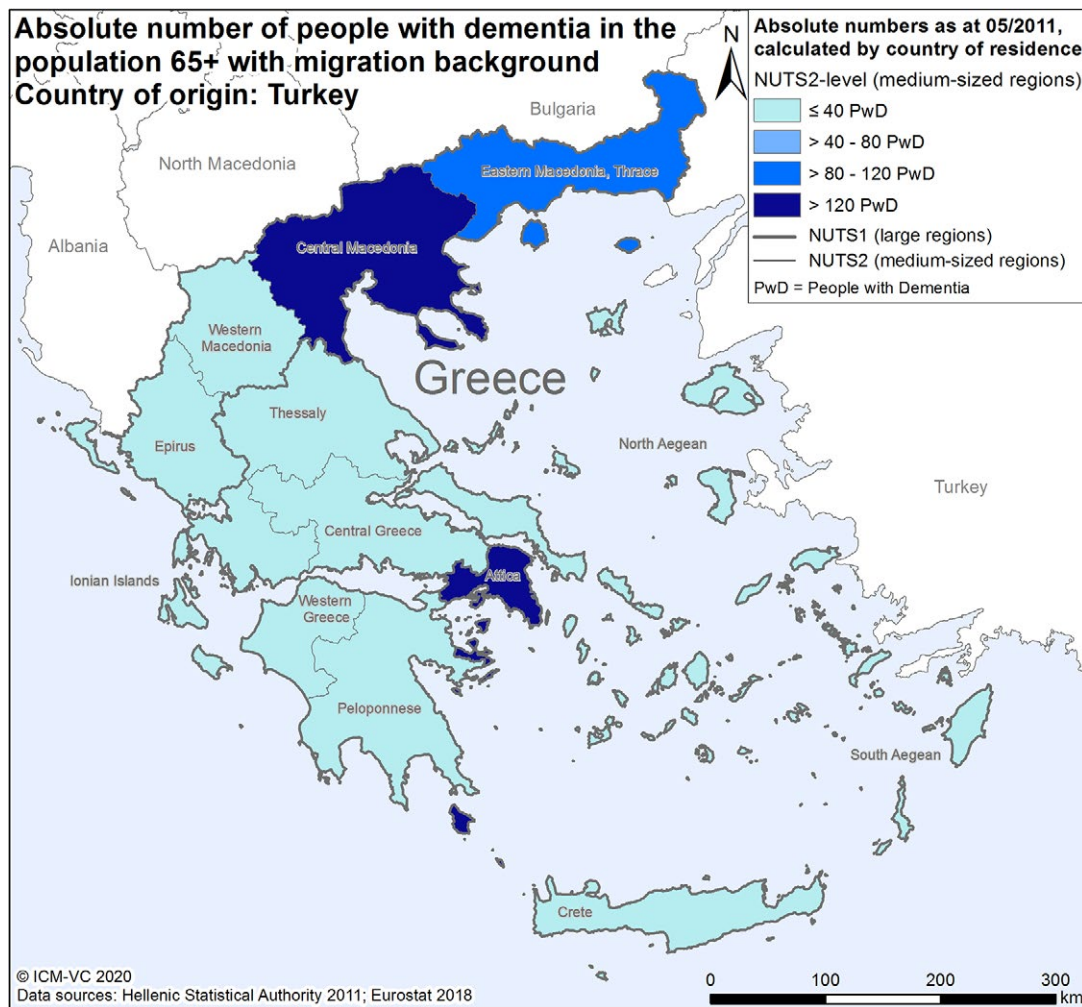 Absolute number of people with dementia in the
population 65+ with migration background
Country of origin: Turkey
N
Absolute numbers as at 05/2011,
calculated by country of residence
NUTS2-level (medium-sized regions)
≤ 40 PwD
> 40 - 80 PwD
> 80 - 120 PwD
> 120 PwD
NUTS1 (large regions)
NUTS2 (medium-sized regions)
PwD = People with Dementia
Bulgaria
North Macedonia
Eastern Macedonia, Thrace
Albania
Central Macedonia
Western
Macedonia
Greece
Thessaly
Epirus
North Aegean
Turkey
Central Greece
Attica
Ionian Islands
Western
Greece
Peloponnese
South Aegean
Crete
© ICM-VC 2020
Data sources: Hellenic Statistical Authority 2011; Eurostat 2018
0 100 200 300
km